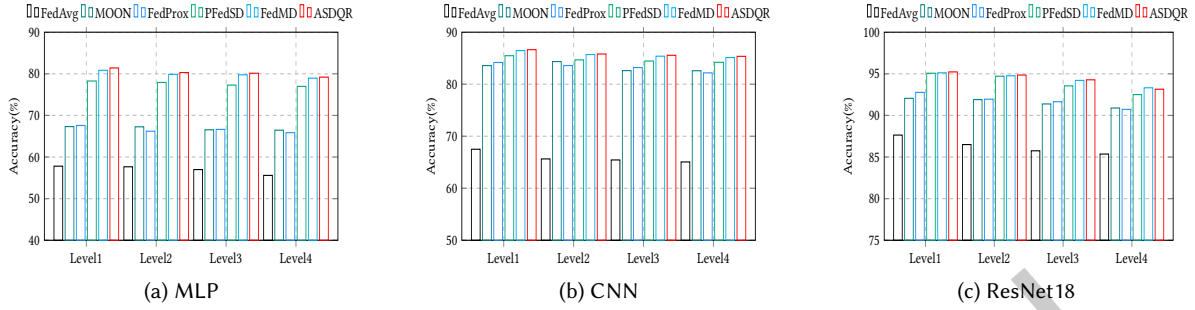 FedAvg MOON FedProx PFedSD FedMD ASDQR
90
80
70
60
50
40
Accuracy(%)
Level1 Level2 Level3 Level4
(a) MLP
FedAvg MOON FedProx PFedSD FedMD ASDQR
90
80
70
60
50
Accuracy(%)
Level1 Level2 Level3 Level4
(b) CNN
FedAvg MOON FedProx PFedSD FedMD ASDQR
100
95
90
85
80
75
Accuracy(%)
Level1 Level2 Level3 Level4
(c) ResNet18